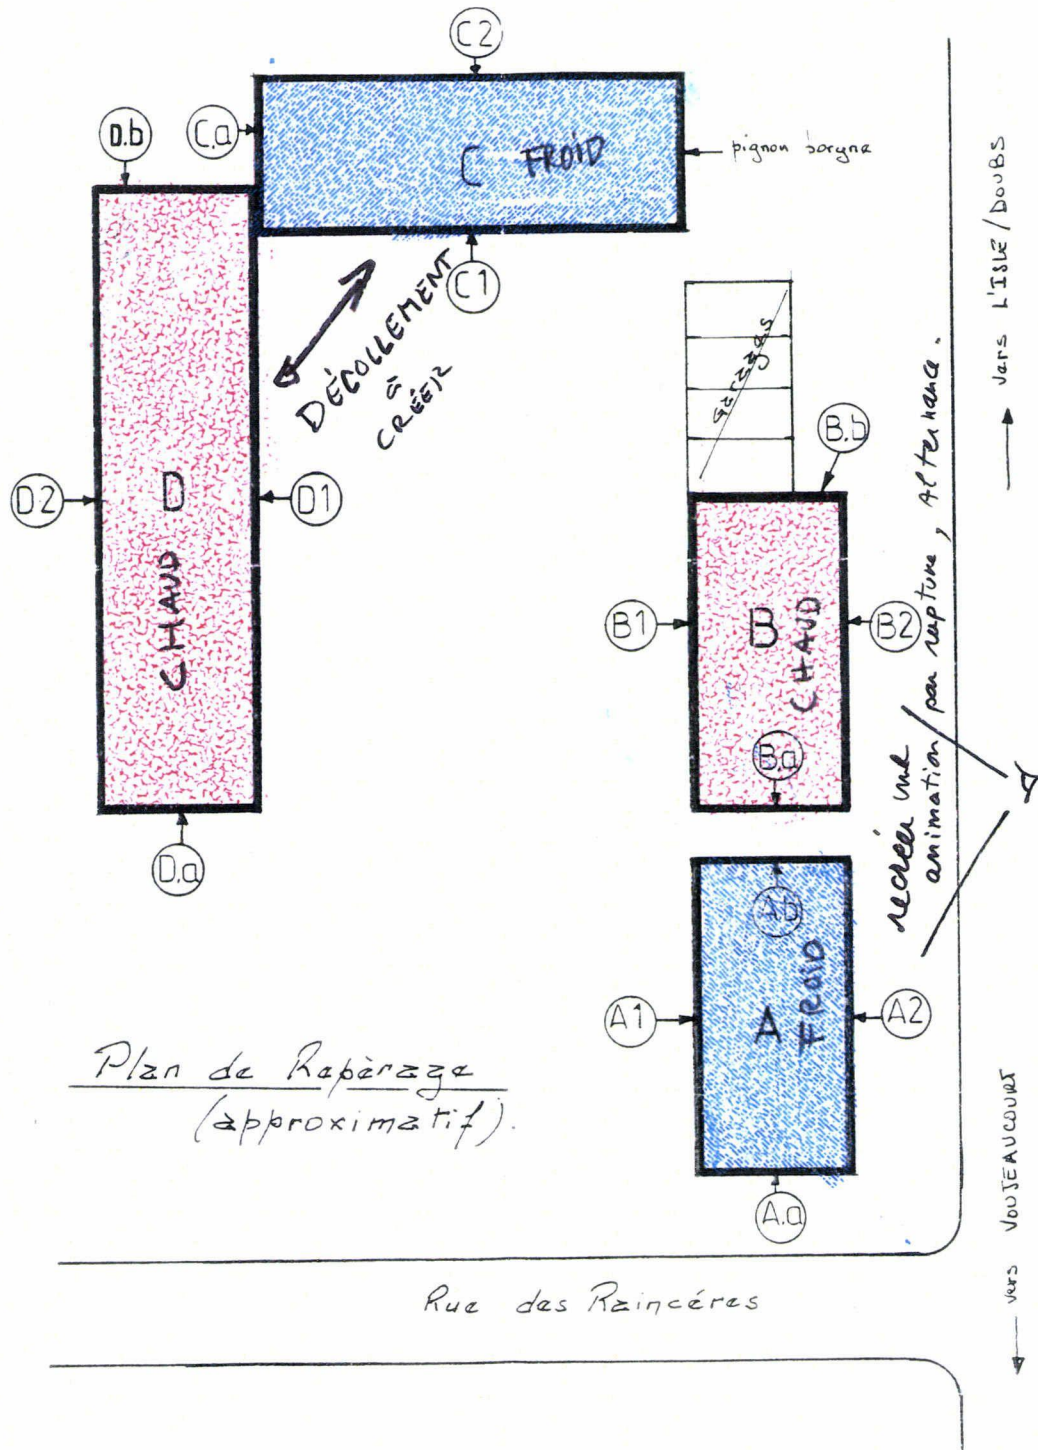 C2
D.b
C.a
C FROID
pignon borgne
C1
DÉCOLLEMENT
à
CRÉER
garages
B.b
vers L'ISLE/DOUBS
D2
D
CHAUD
D1
B1
B
CHAUD
B2
B.a
recréer une
animation par rupture, Alternance.
D.a
A.b
A1
A
FROID
A2
Plan de Repèrage
(approximatif).
A.a
vers VOUJEAUCOURT
Rue des Raincéres